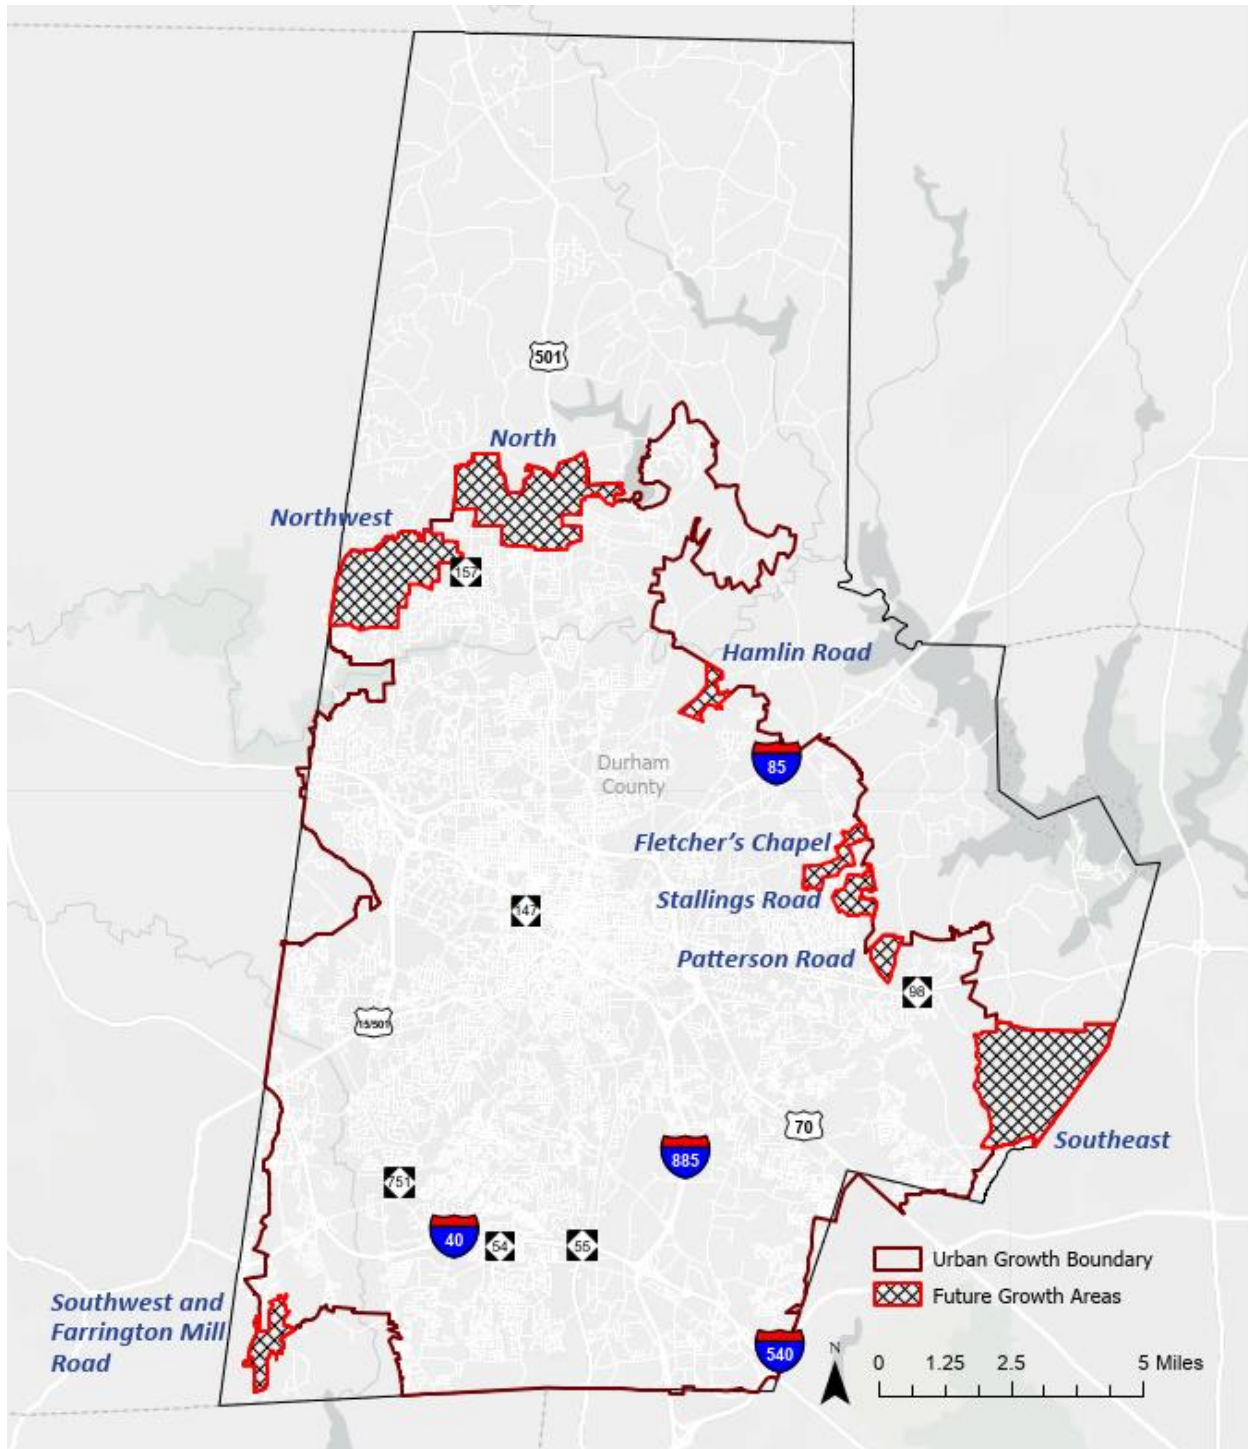 501
North
Northwest
157
Hamlin Road
Durham
County
85
Fletcher’s Chapel
Stallings Road
147
Patterson Road
98
15/501
70
Southeast
885
751
40
54
55
Urban Growth Boundary
Future Growth Areas
Southwest and
Farrington Mill
Road
540
N
0 1.25 2.5 5 Miles